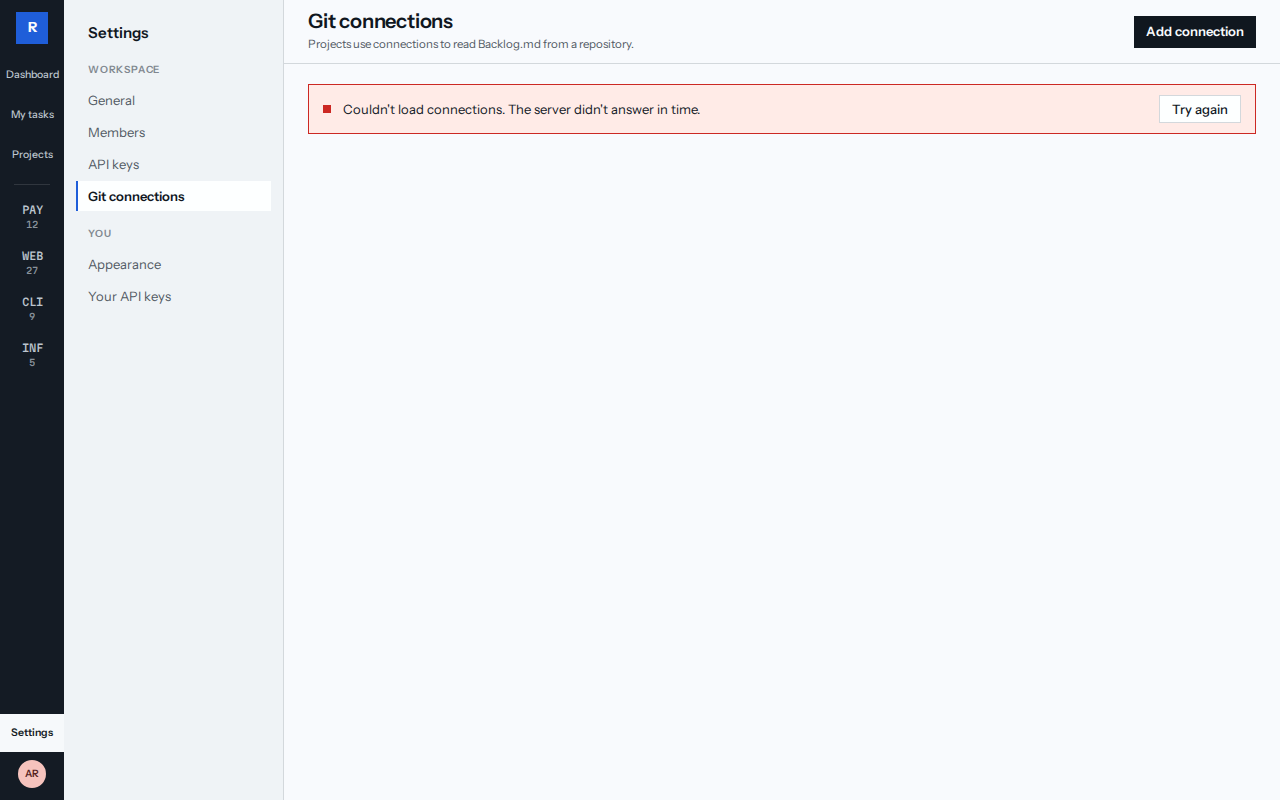 R
Dashboard
My tasks
Projects
PAY
12
WEB
27
CLI
9
INF
5
Settings
AR
Settings
WORKSPACE
General
Members
API keys
Git connections
YOU
Appearance
Your API keys
Git connections
Projects use connections to read Backlog.md from a repository.
Add connection
Couldn't load connections. The server didn't answer in time.
Try again